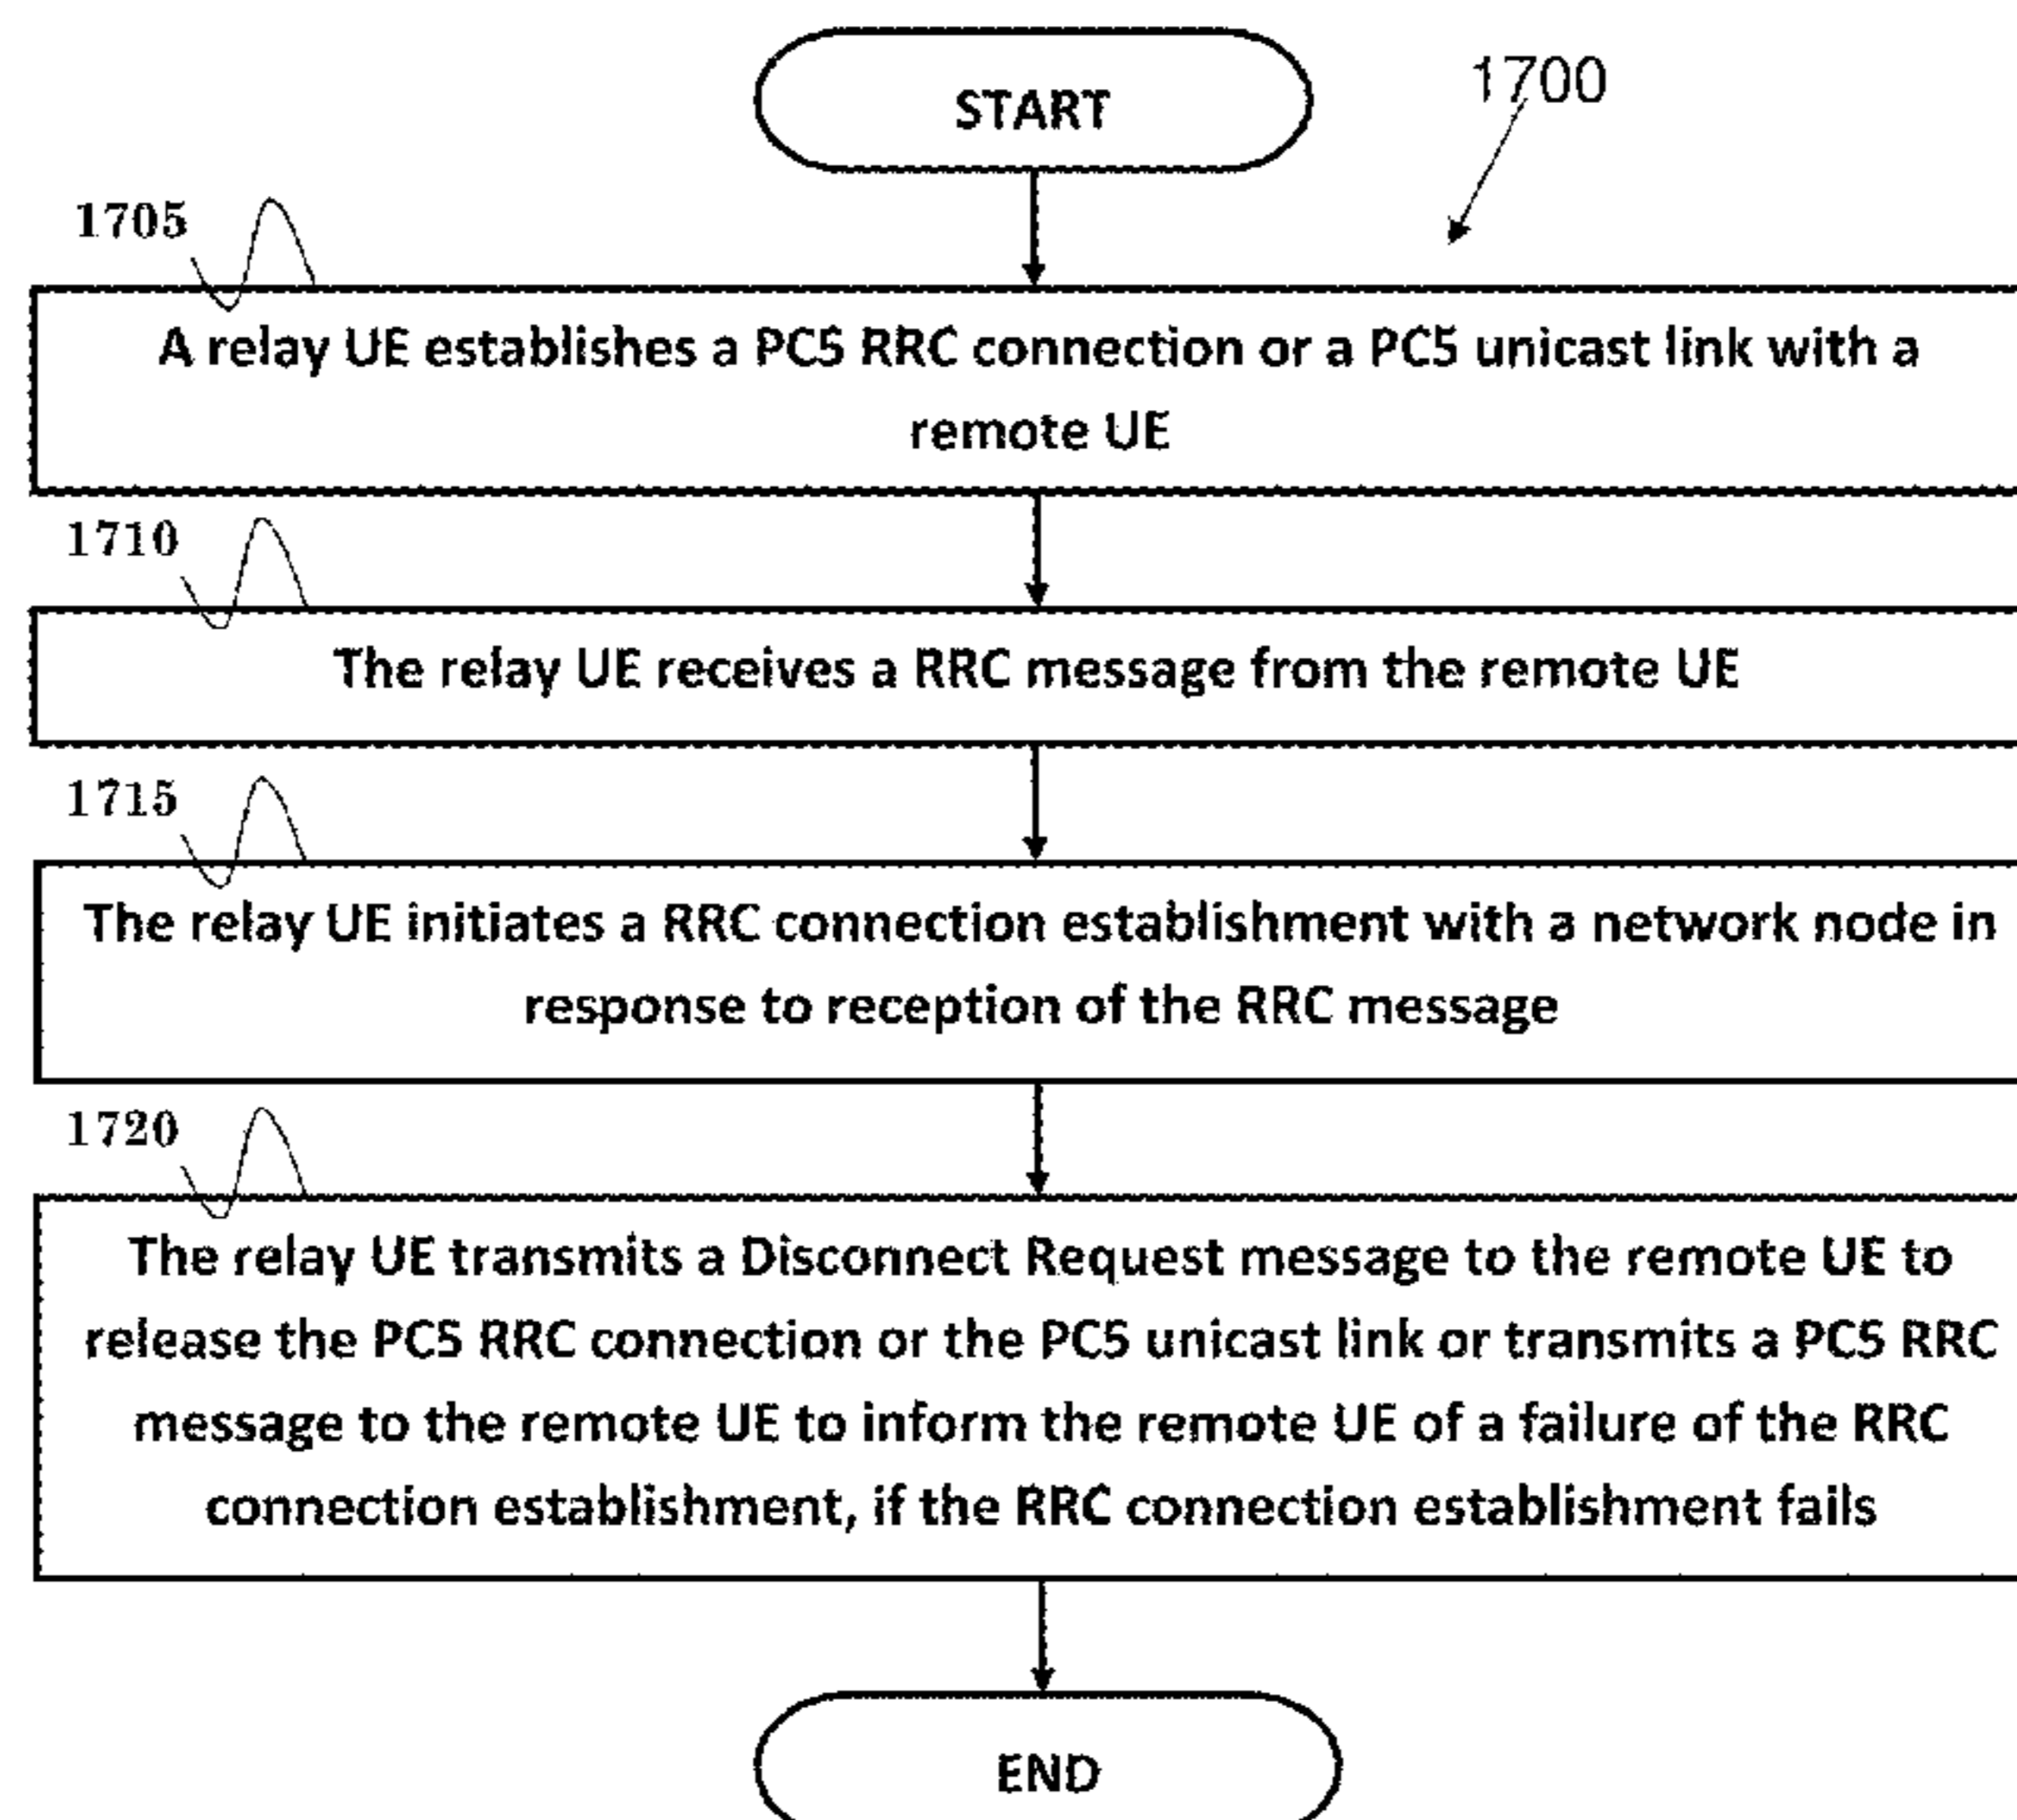 START
1700
1705
A relay UE establishes a PC5 RRC connection or a PC5 unicast link with a
remote UE
1710
The relay UE receives a RRC message from the remote UE
1715
The relay UE initiates a RRC connection establishment with a network node in
response to reception of the RRC message
1720
The relay UE transmits a Disconnect Request message to the remote UE to
release the PC5 RRC connection or the PC5 unicast link or transmits a PC5 RRC
message to the remote UE to inform the remote UE of a failure of the RRC
connection establishment, if the RRC connection establishment fails
END